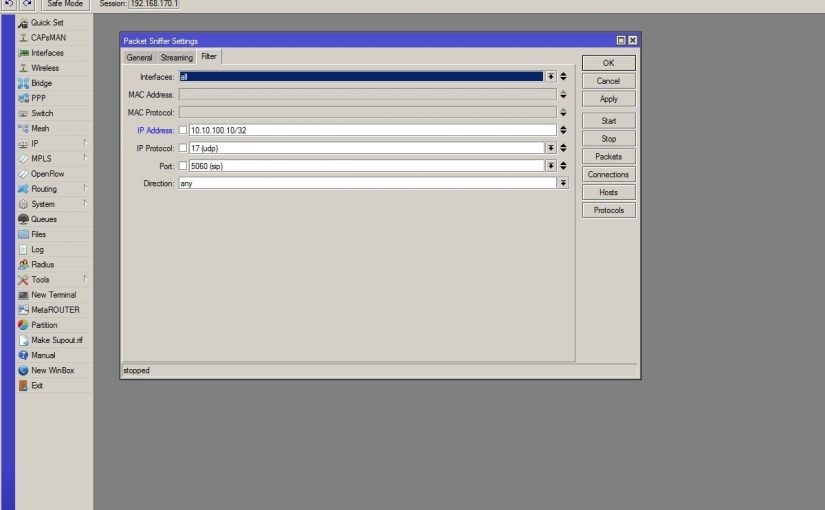 Safe Mode Session: 192.168.170.1
Quick Set
CAPsMAN
Interfaces
Wireless
Bridge
PPP
Switch
Mesh
IP
MPLS
OpenFlow
Routing
System
Queues
Files
Log
Radius
Tools
New Terminal
MetaROUTER
Partition
Make Supout.rif
Manual
New WinBox
Exit
Packet Sniffer Settings
General Streaming Filter
Interfaces: all
MAC Address:
MAC Protocol:
IP Address: 10.10.100.10/32
IP Protocol: 17 (udp)
Port: 5060 (sip)
Direction: any
OK
Cancel
Apply
Start
Stop
Packets
Connections
Hosts
Protocols
stopped